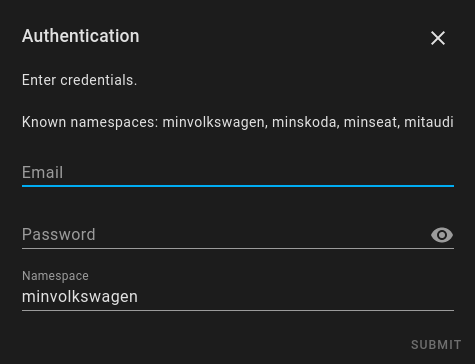 Authentication
Enter credentials.
Known namespaces: minvolkswagen, minskoda, minseat, mitaudi
Email
Password
Namespace
minvolkswagen
SUBMIT